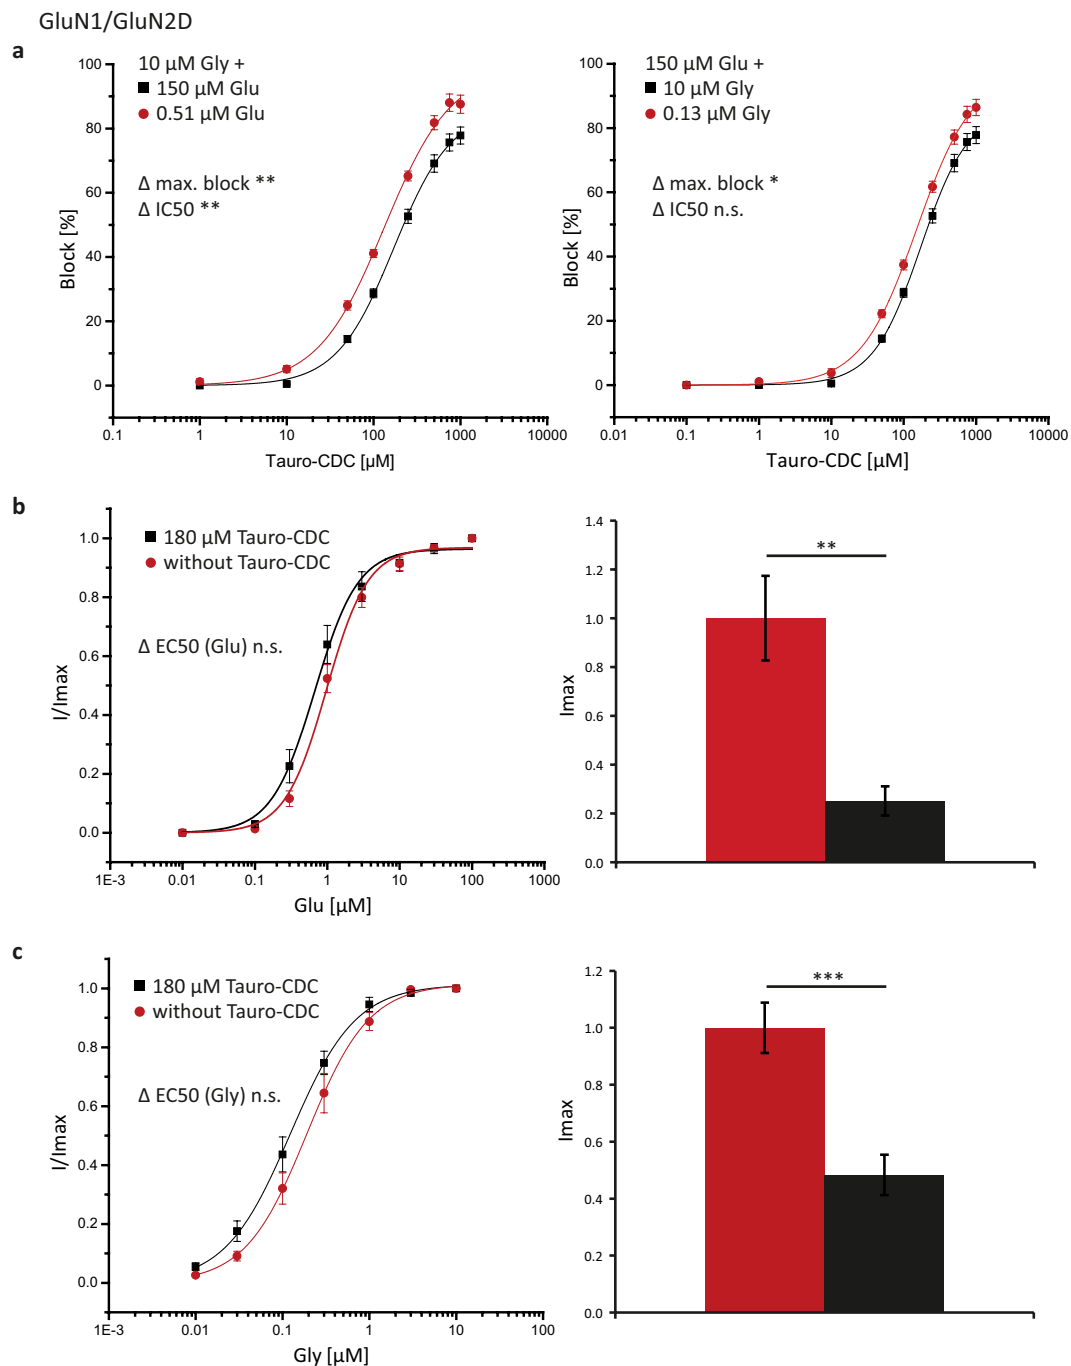 GluN1/GluN2D
a
10 µM Gly +
150 µM Glu
0.51 µM Glu
Δ max. block **
Δ IC50 **
100
80
60
40
20
0
Block [%]
0.1 1 10 100 1000 10000
Tauro-CDC [µM]
150 µM Glu +
10 µM Gly
0.13 µM Gly
Δ max. block *
Δ IC50 n.s.
100
80
60
40
20
0
Block [%]
0.01 0.1 1 10 100 1000 10000
Tauro-CDC [µM]
b
180 µM Tauro-CDC
without Tauro-CDC
Δ EC50 (Glu) n.s.
1.0
0.8
0.6
0.4
0.2
0.0
I/Imax
1E-3 0.01 0.1 1 10 100 1000
Glu [µM]
1.4
1.2
1.0
0.8
0.6
0.4
0.2
0.0
Imax
**
c
180 µM Tauro-CDC
without Tauro-CDC
Δ EC50 (Gly) n.s.
1.0
0.8
0.6
0.4
0.2
0.0
I/Imax
1E-3 0.01 0.1 1 10 100
Gly [µM]
1.2
1.0
0.8
0.6
0.4
0.2
0.0
Imax
***